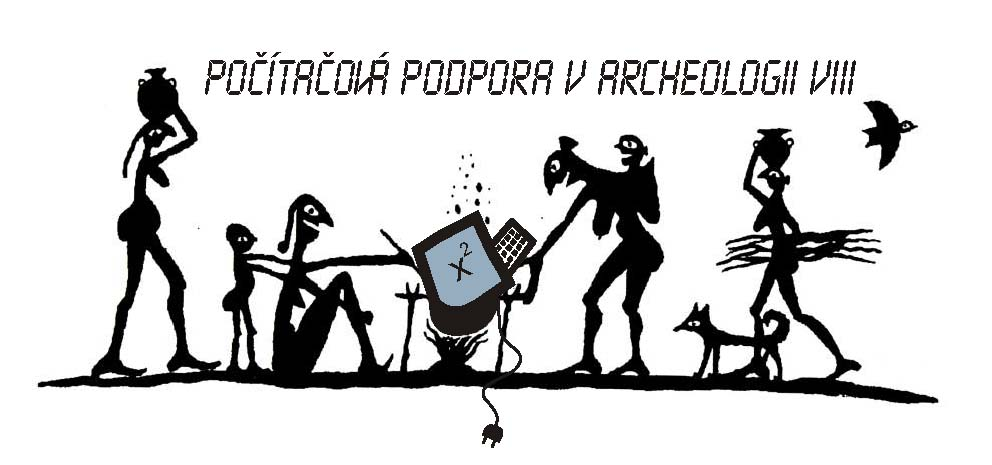 POČÍTAČOVÁ PODPORA V ARCHEOLOGII VIII
x²